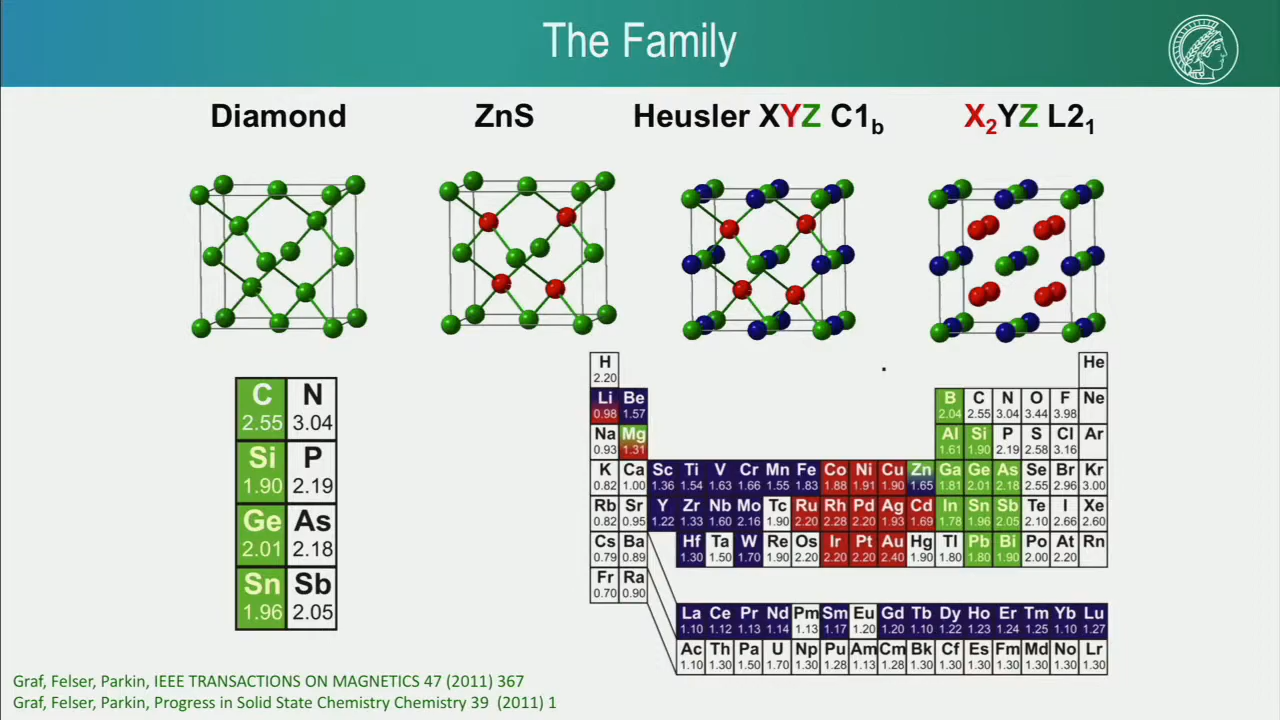 The Family
Diamond
ZnS
Heusler XYZ C1b
X2YZ L21
C N
2.55 3.04
Si P
1.90 2.19
Ge As
2.01 2.18
Sn Sb
1.96 2.05
H He
2.20
Li Be B C N O F Ne
0.98 1.57 2.04 2.55 3.04 3.44 3.98
Na Mg Al Si P S Cl Ar
0.93 1.31 1.61 1.90 2.19 2.58 3.16
K Ca Sc Ti V Cr Mn Fe Co Ni Cu Zn Ga Ge As Se Br Kr
0.82 1.00 1.36 1.54 1.63 1.66 1.55 1.83 1.88 1.91 1.90 1.65 1.81 2.01 2.18 2.55 2.96 3.00
Rb Sr Y Zr Nb Mo Tc Ru Rh Pd Ag Cd In Sn Sb Te I Xe
0.82 0.95 1.22 1.33 1.60 2.16 1.90 2.20 2.28 2.20 1.93 1.69 1.78 1.96 2.05 2.10 2.66 2.60
Cs Ba Hf Ta W Re Os Ir Pt Au Hg Tl Pb Bi Po At Rn
0.79 0.89 1.30 1.50 1.70 1.90 2.20 2.20 2.20 2.40 1.90 1.80 1.80 1.90 2.00 2.20
Fr Ra
0.70 0.90
La Ce Pr Nd Pm Sm Eu Gd Tb Dy Ho Er Tm Yb Lu
1.10 1.12 1.13 1.14 1.13 1.17 1.20 1.20 1.10 1.22 1.23 1.24 1.25 1.10 1.27
Ac Th Pa U Np Pu Am Cm Bk Cf Es Fm Md No Lr
1.10 1.30 1.50 1.70 1.30 1.28 1.13 1.28 1.30 1.30 1.30 1.30 1.30 1.30 1.30
Graf, Felser, Parkin, IEEE TRANSACTIONS ON MAGNETICS 47 (2011) 367
Graf, Felser, Parkin, Progress in Solid State Chemistry Chemistry 39 (2011) 1